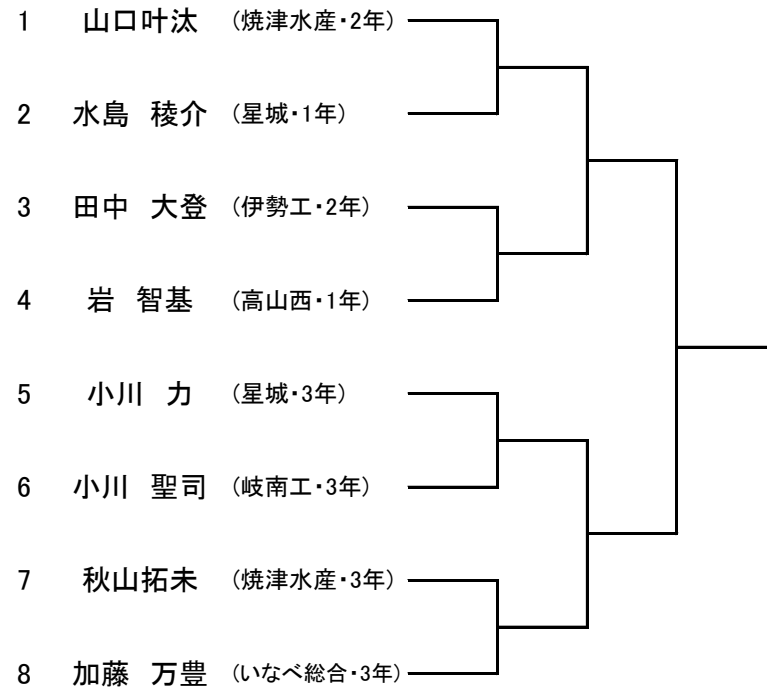 1 山口叶汰 （焼津水産・2年）
2 水島 稜介 （星城・1年）
3 田中 大登 （伊勢工・2年）
4 岩 智基 （高山西・1年）
5 小川 力 （星城・3年）
6 小川 聖司 （岐南工・3年）
7 秋山拓未 （焼津水産・3年）
8 加藤 万豊 （いなべ総合・3年）